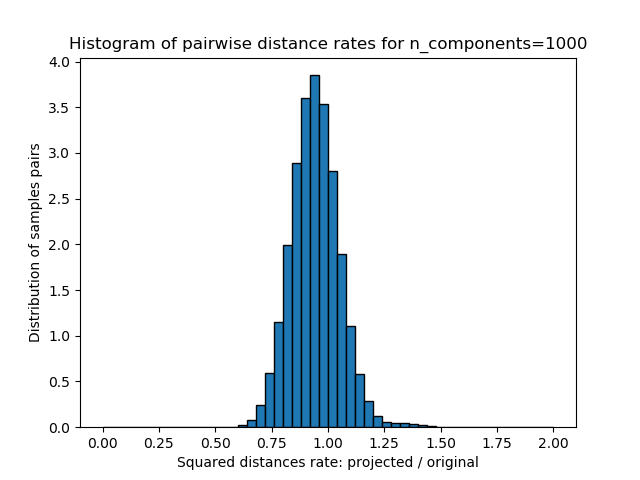 Histogram of pairwise distance rates for n_components=1000
Distribution of samples pairs
4.0
3.5
3.0
2.5
2.0
1.5
1.0
0.5
0.0
0.00 0.25 0.50 0.75 1.00 1.25 1.50 1.75 2.00
Squared distances rate: projected / original